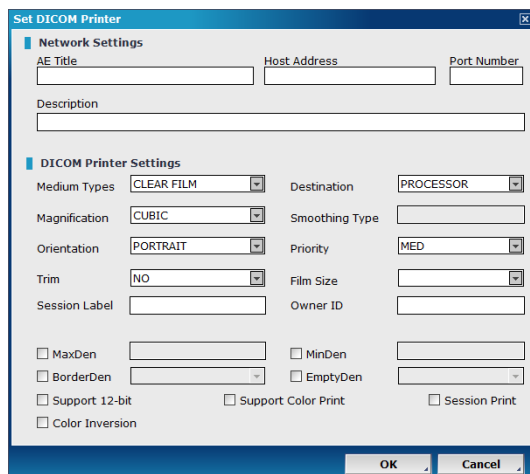 Set DICOM Printer
Network Settings
AE Title Host Address Port Number
Description
DICOM Printer Settings
Medium Types CLEAR FILM Destination PROCESSOR
Magnification CUBIC Smoothing Type
Orientation PORTRAIT Priority MED
Trim NO Film Size
Session Label Owner ID
MaxDen MinDen
BorderDen EmptyDen
Support 12-bit Support Color Print Session Print
Color Inversion
OK Cancel